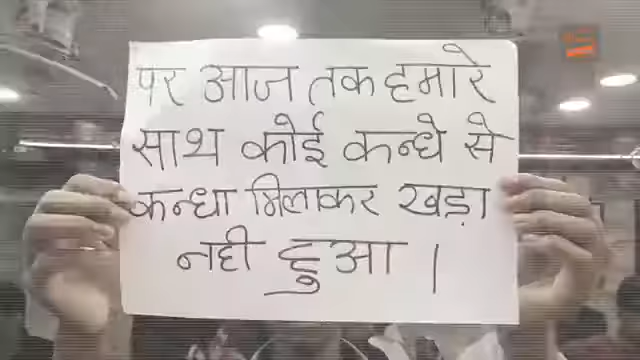 पर आज तक हमारे
साथ कोई कन्धे से
कन्धा मिलाकर खड़ा
नही हुआ।